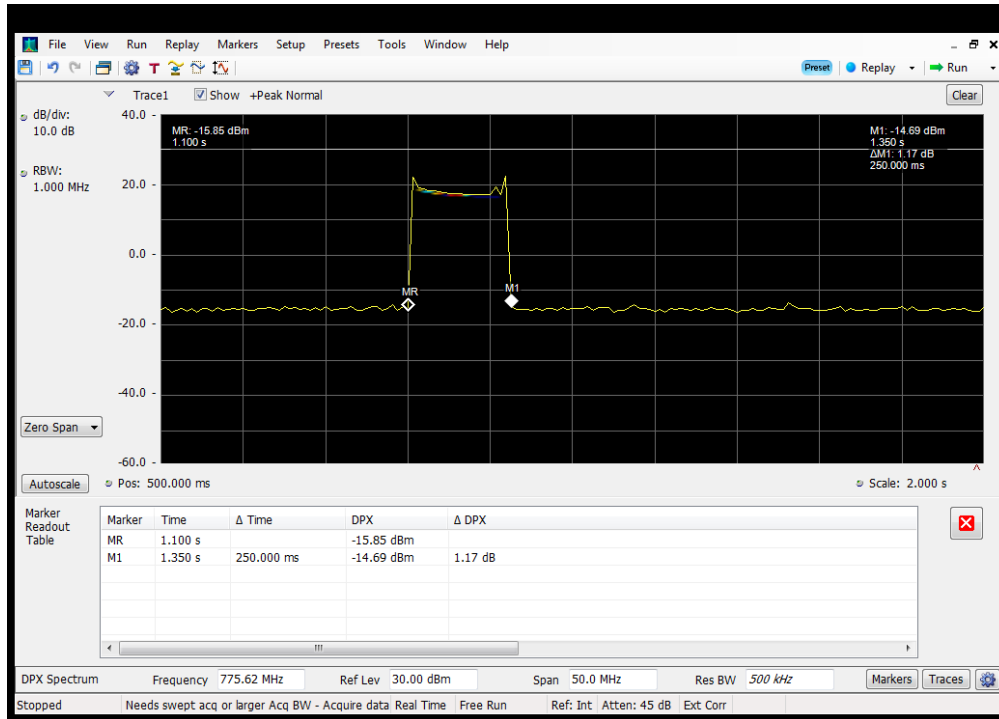 File View Run Replay Markers Setup Presets Tools Window Help
Preset Replay Run
Trace1 Show +Peak Normal Clear
dB/div:
10.0 dB
RBW:
1.000 MHz
40.0
20.0
0.0
-20.0
-40.0
-60.0
MR: -15.85 dBm
1.100 s
M1: -14.69 dBm
1.350 s
ΔM1: 1.17 dB
250.000 ms
MR
M1
Zero Span
Autoscale Pos: 500.000 ms Scale: 2.000 s
Marker
Readout
Table
Marker Time Δ Time DPX Δ DPX
MR 1.100 s -15.85 dBm
M1 1.350 s 250.000 ms -14.69 dBm 1.17 dB
DPX Spectrum Frequency 775.62 MHz Ref Lev 30.00 dBm Span 50.0 MHz Res BW 500 kHz Markers Traces
Stopped Needs swept acq or larger Acq BW - Acquire data Real Time Free Run Ref: Int Atten: 45 dB Ext Corr